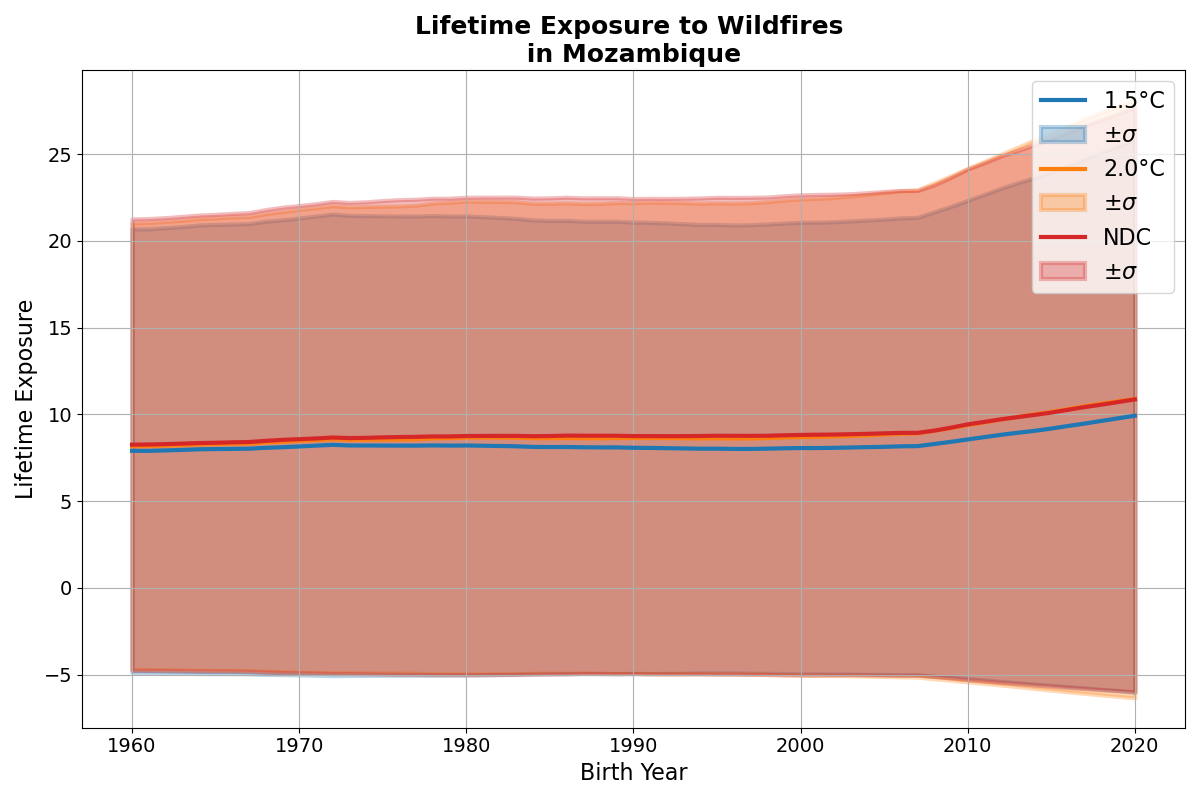 Lifetime Exposure to Wildfires
in Mozambique
1.5°C
±σ
2.0°C
±σ
NDC
±σ
Lifetime Exposure
25
20
15
10
5
0
−5
1960
1970
1980
1990
2000
2010
2020
Birth Year